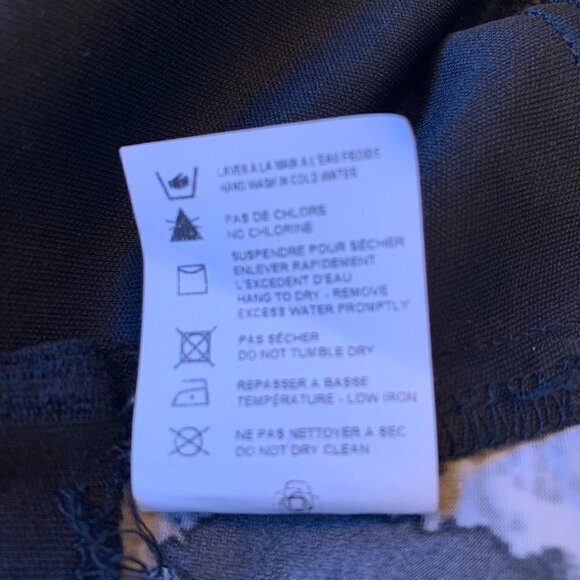 LAVER A LA MAIN A L'EAU FROIDE
HAND WASH IN COLD WATER
PAS DE CHLORE
NO CHLORINE
SUSPENDRE POUR SÉCHER
ENLEVER RAPIDEMENT
L'EXCEDENT D'EAU
HANG TO DRY - REMOVE
EXCESS WATER PROMPTLY
PAS SÉCHER
DO NOT TUMBLE DRY
REPASSER A BASSE
TEMPÉRATURE - LOW IRON
NE PAS NETTOYER A SEC
DO NOT DRY CLEAN